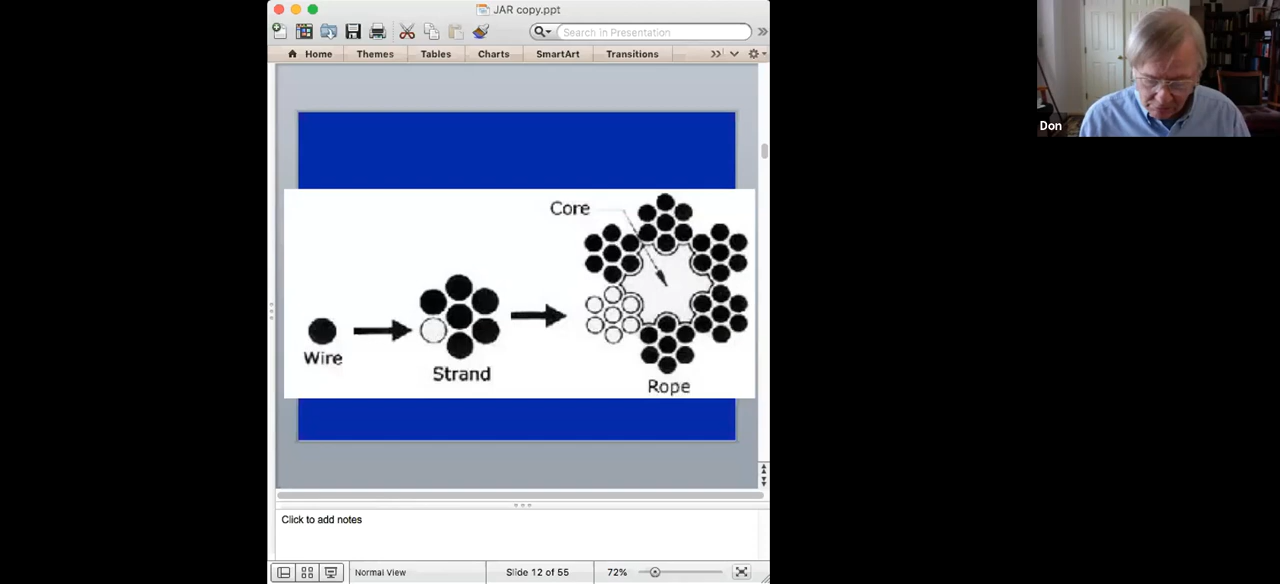 JAR copy.ppt
Search in Presentation
Home Themes Tables Charts SmartArt Transitions
Don
Core
Wire
Strand
Rope
Click to add notes
Normal View Slide 12 of 55 72%